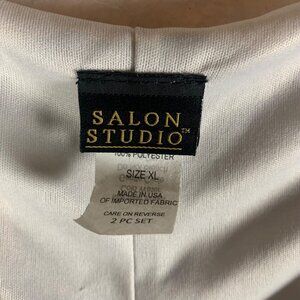 SALON
STUDIO™
100% POLYESTER
SIZE XL
MADE IN USA
OF IMPORTED FABRIC
CARE ON REVERSE
2 PC SET